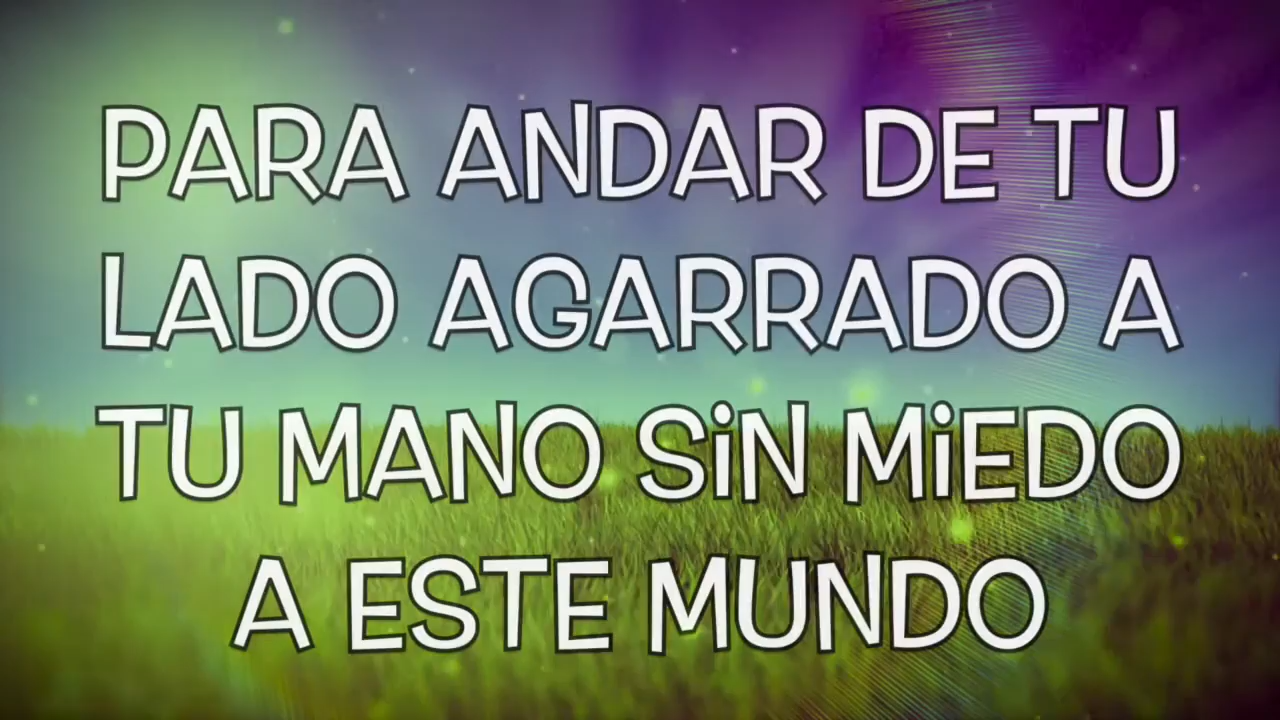 PARA ANDAR DE TU
LADO AGARRADO A
TU MANO SiN MiEDO
A ESTE MUNDO